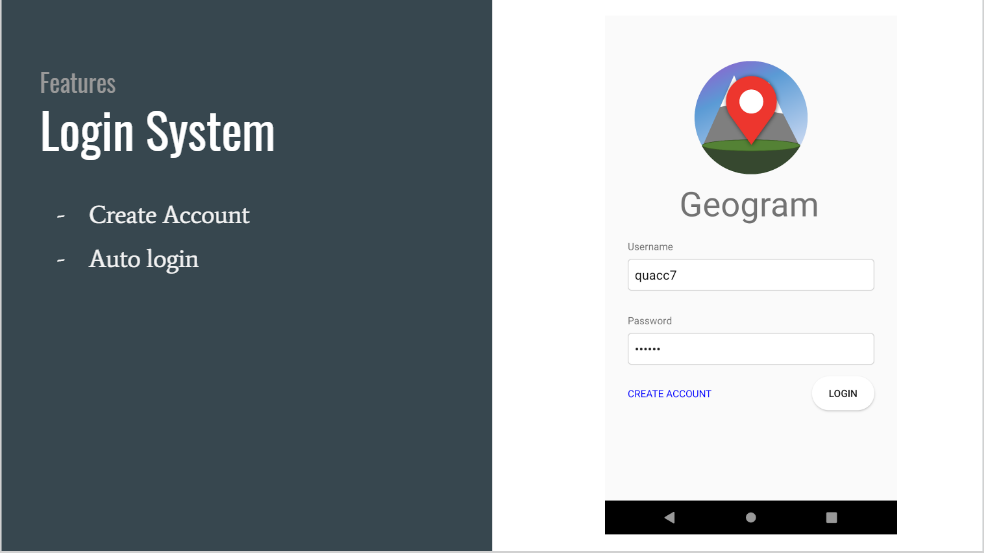 Features
Login System
- Create Account
- Auto login
Geogram
Username
quacc7
Password
••••••
CREATE ACCOUNT
LOGIN